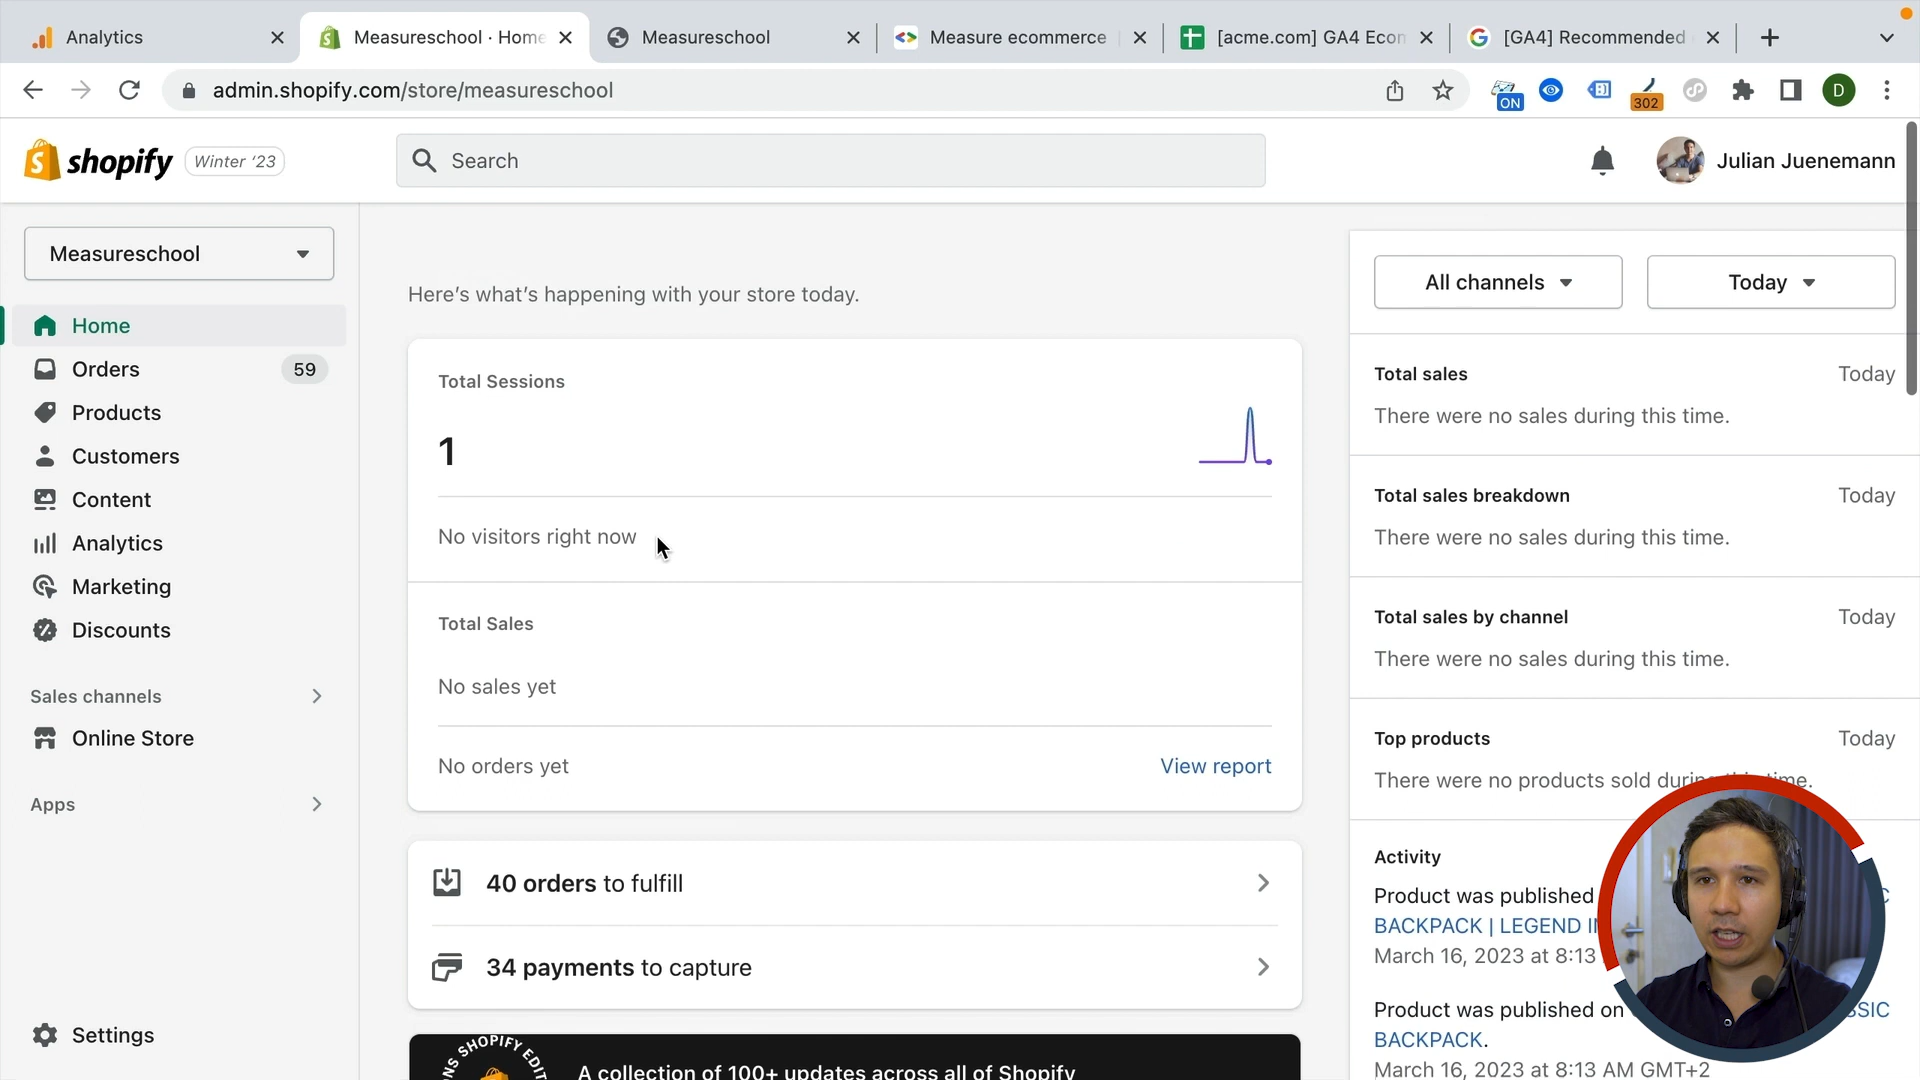 Analytics
Measureschool · Home
Measureschool
Measure ecommerce
[acme.com] GA4 Econ
[GA4] Recommended
admin.shopify.com/store/measureschool
ON
302
D
shopify
Winter ‘23
Search
Julian Juenemann
Measureschool
Home
Orders
59
Products
Customers
Content
Analytics
Marketing
Discounts
Sales channels
Online Store
Apps
Settings
Here’s what’s happening with your store today.
Total Sessions
1
No visitors right now
Total Sales
No sales yet
No orders yet
View report
40 orders to fulfill
34 payments to capture
A collection of 100+ updates across all of Shopify
All channels
Today
Total sales
Today
There were no sales during this time.
Total sales breakdown
Today
There were no sales during this time.
Total sales by channel
Today
There were no sales during this time.
Top products
Today
There were no products sold during this time.
Activity
Product was published
BACKPACK | LEGEND
March 16, 2023 at 8:13
Product was published on
BACKPACK.
March 16, 2023 at 8:13 AM GMT+2